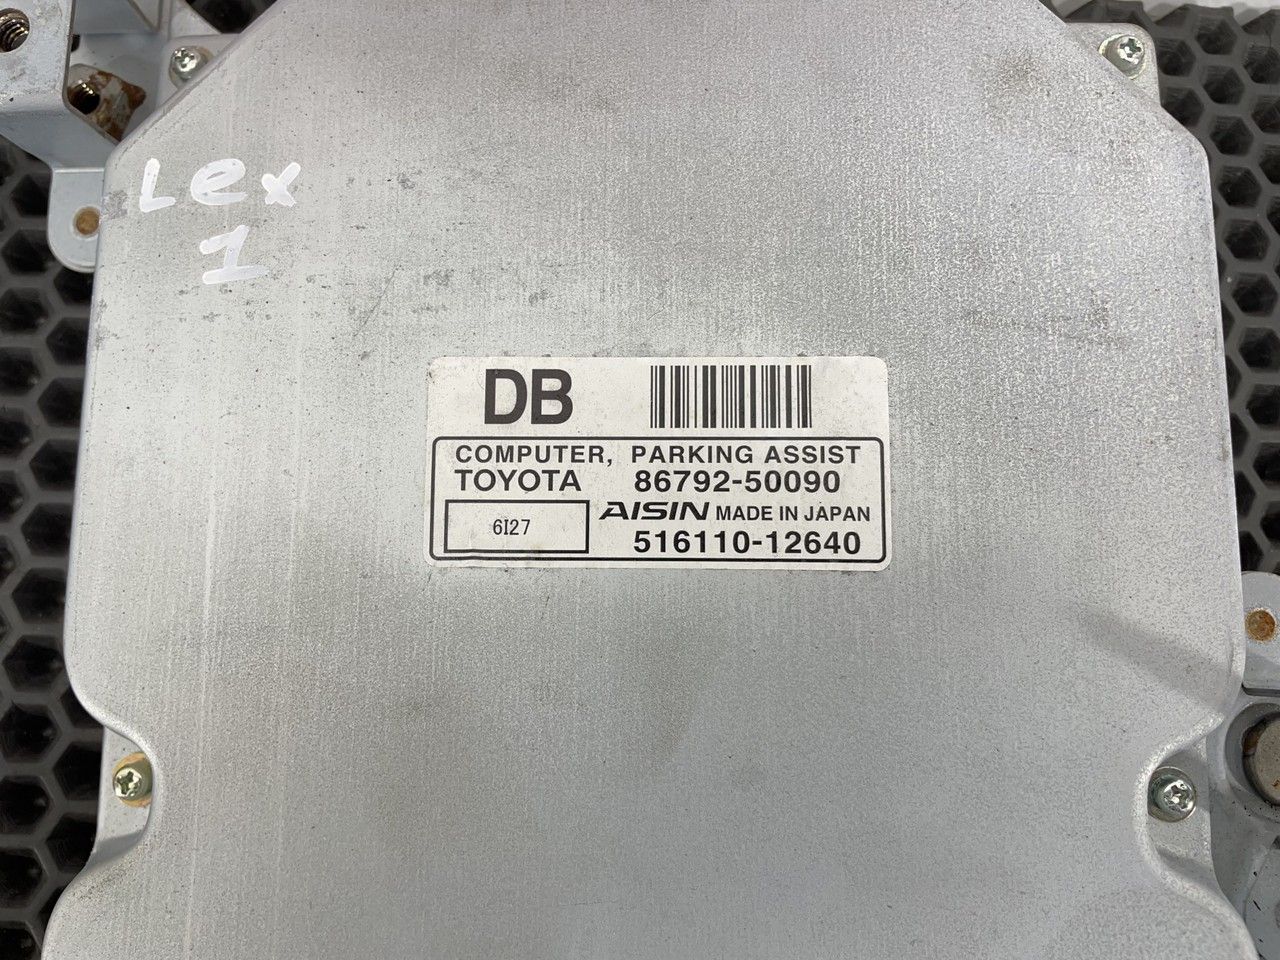 Lex
1
DB
COMPUTER, PARKING ASSIST
TOYOTA 86792-50090
6I27 AISIN MADE IN JAPAN
516110-12640